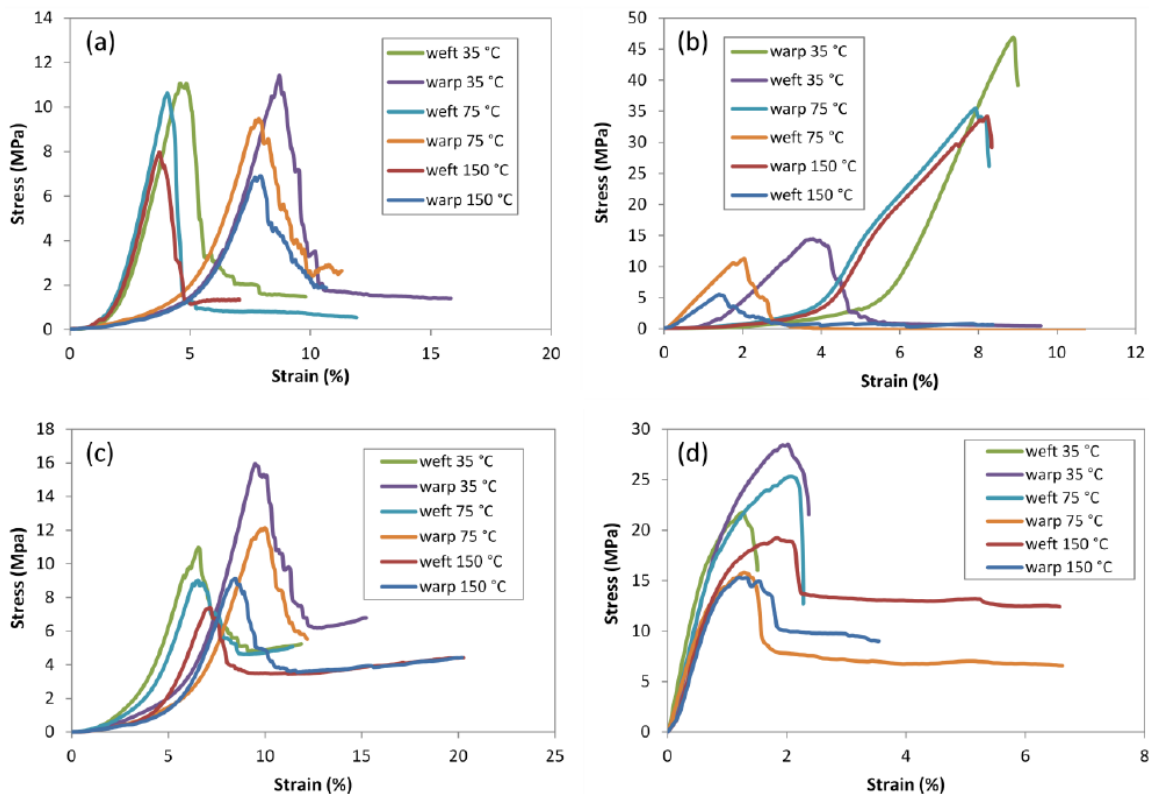 (a)
14
12
10
8
6
4
2
0
Stress (MPa)
weft 35 °C
warp 35 °C
weft 75 °C
warp 75 °C
weft 150 °C
warp 150 °C
0 5 10 15 20
Strain (%)
(b)
50
45
40
35
30
25
20
15
10
5
0
Stress (MPa)
warp 35 °C
weft 35 °C
warp 75 °C
weft 75 °C
warp 150 °C
weft 150 °C
0 2 4 6 8 10 12
Strain (%)
(c)
18
16
14
12
10
8
6
4
2
0
Stress (Mpa)
weft 35 °C
warp 35 °C
weft 75 °C
warp 75 °C
weft 150 °C
warp 150 °C
0 5 10 15 20 25
Strain (%)
(d)
30
25
20
15
10
5
0
Stress (MPa)
weft 35 °C
warp 35 °C
weft 75 °C
warp 75 °C
weft 150 °C
warp 150 °C
0 2 4 6 8
Strain (%)